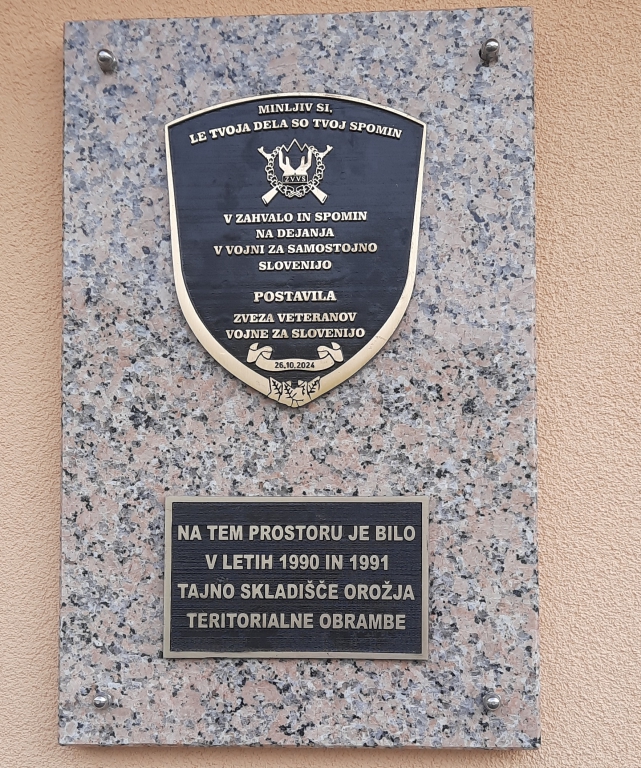 MINLJIV SI,
LE TVOJA DELA SO TVOJ SPOMIN
ZVVS
V ZAHVALO IN SPOMIN
NA DEJANJA
V VOJNI ZA SAMOSTOJNO
SLOVENIJO
POSTAVILA
ZVEZA VETERANOV
VOJNE ZA SLOVENIJO
26.10.2024
NA TEM PROSTORU JE BILO
V LETIH 1990 IN 1991
TAJNO SKLADIŠČE OROŽJA
TERITORIALNE OBRAMBE